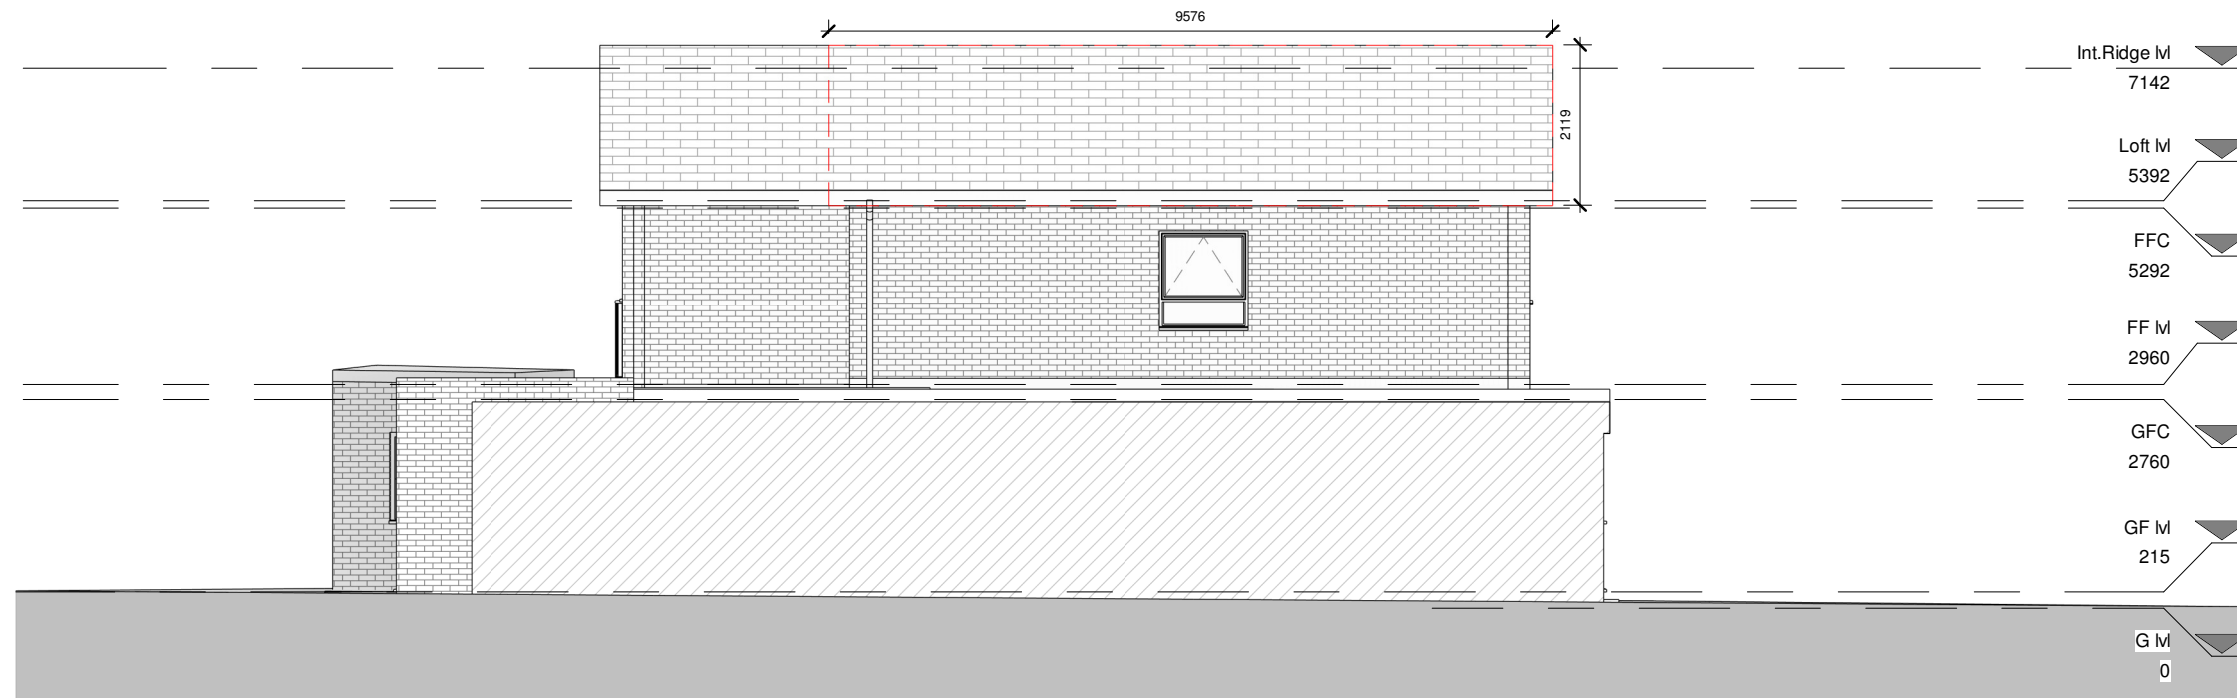 9576
2119
Int.Ridge lvl
7142
Loft lvl
5392
FFC
5292
FF lvl
2960
GFC
2760
GF lvl
215
G lvl
0